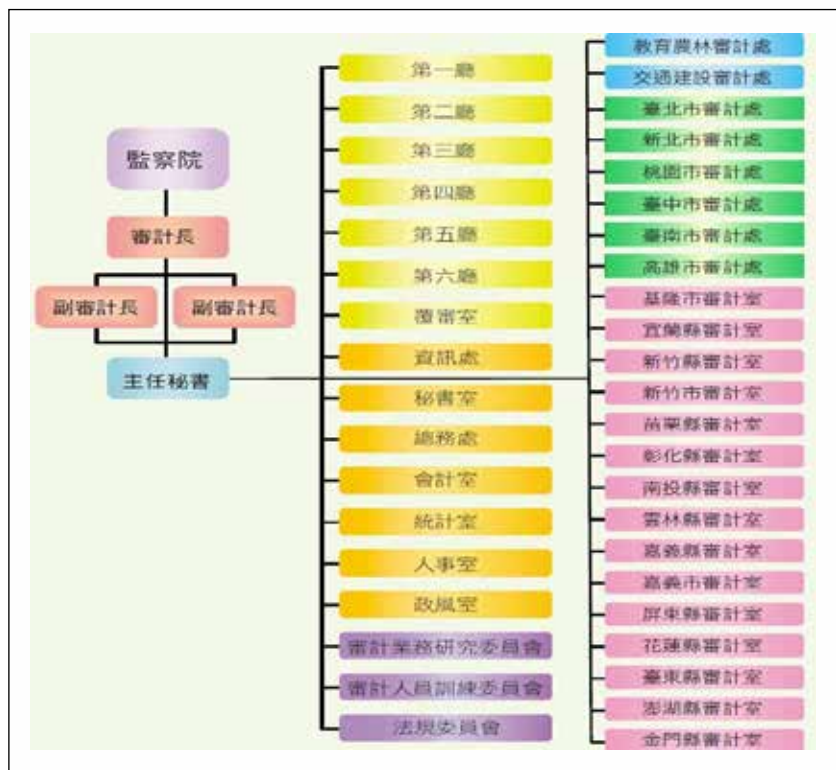 監察院
審計長
副審計長
副審計長
主任秘書
第一廳
第二廳
第三廳
第四廳
第五廳
第六廳
覆審室
資訊處
秘書室
總務處
會計室
統計室
人事室
政風室
審計業務研究委員會
審計人員訓練委員會
法規委員會
教育農林審計處
交通建設審計處
臺北市審計處
新北市審計處
桃園市審計處
臺中市審計處
臺南市審計處
高雄市審計處
基隆市審計室
宜蘭縣審計室
新竹縣審計室
新竹市審計室
苗栗縣審計室
彰化縣審計室
南投縣審計室
雲林縣審計室
嘉義縣審計室
嘉義市審計室
屏東縣審計室
花蓮縣審計室
臺東縣審計室
澎湖縣審計室
金門縣審計室